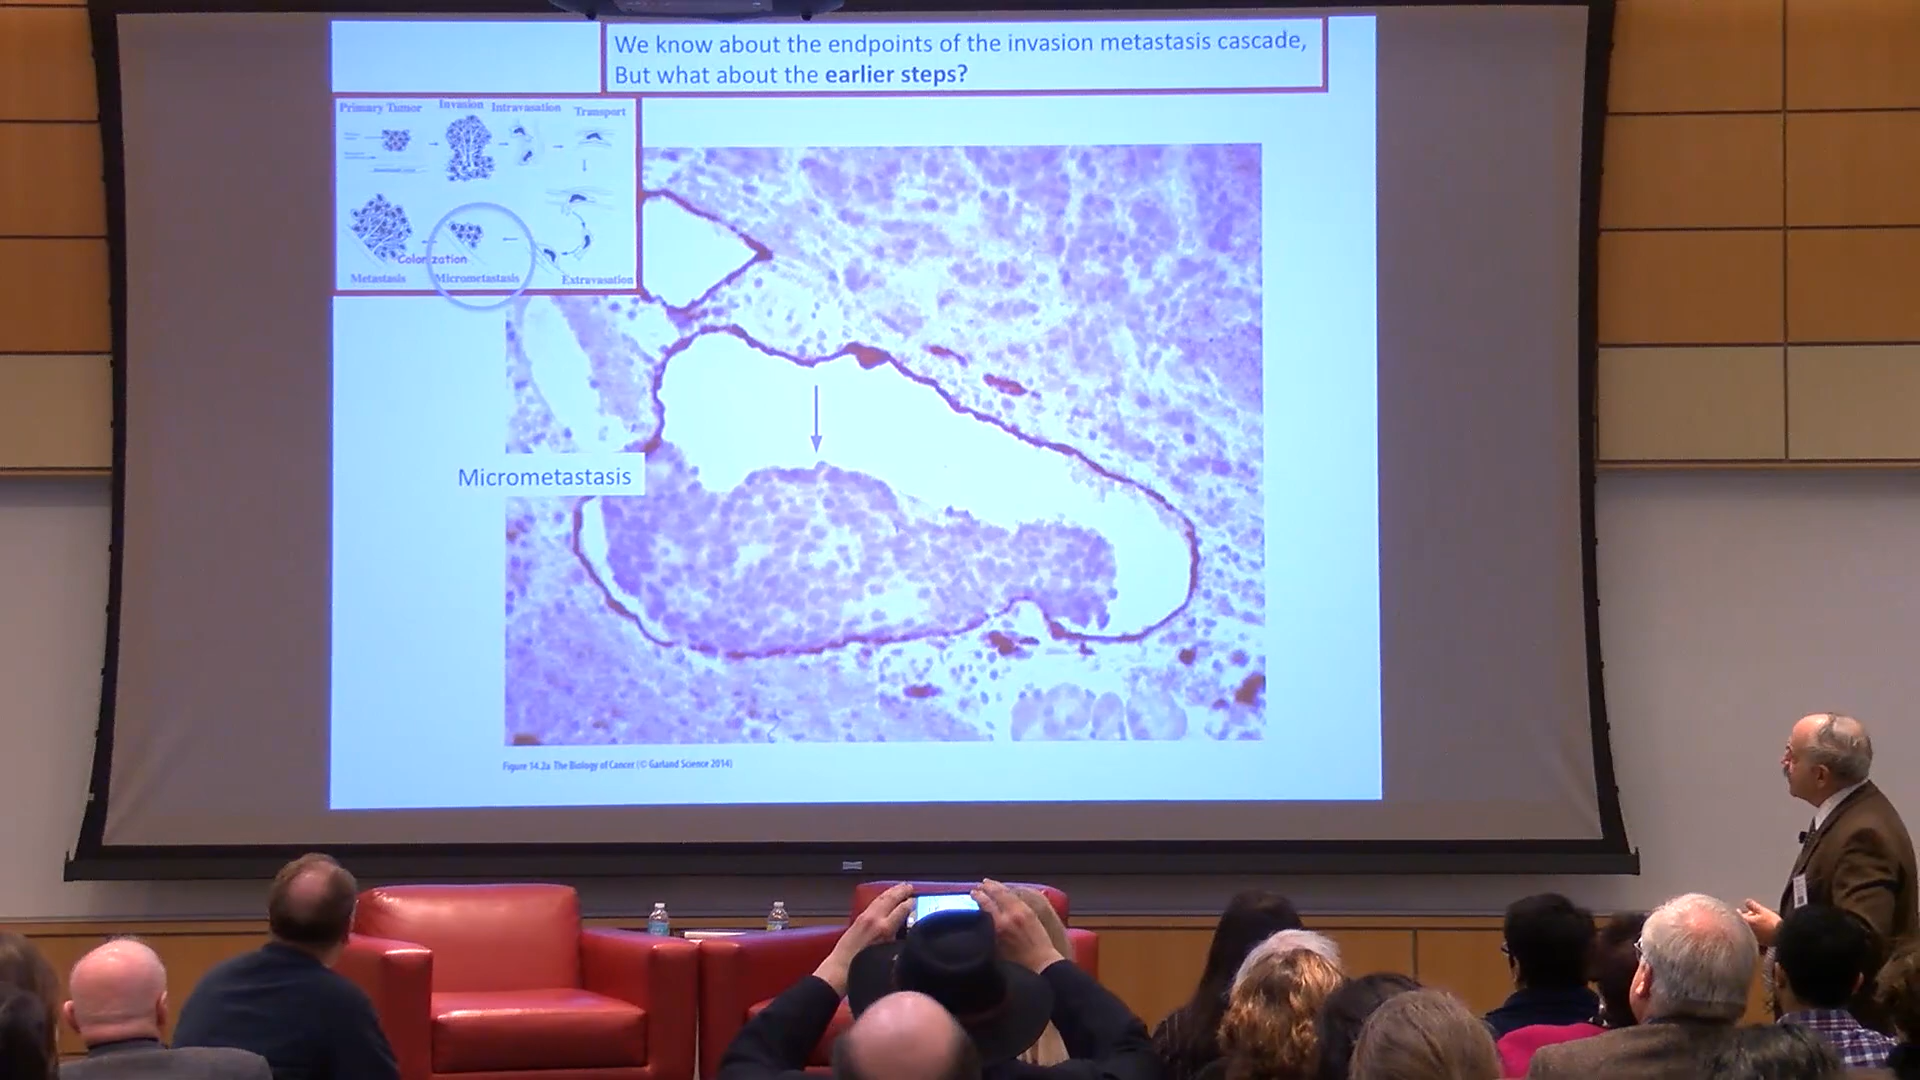 We know about the endpoints of the invasion metastasis cascade,
But what about the earlier steps?
Primary Tumor Invasion Intravasation Transport
Colonization
Metastasis Micrometastasis Extravasation
Micrometastasis
Figure 14.2a The Biology of Cancer (© Garland Science 2014)